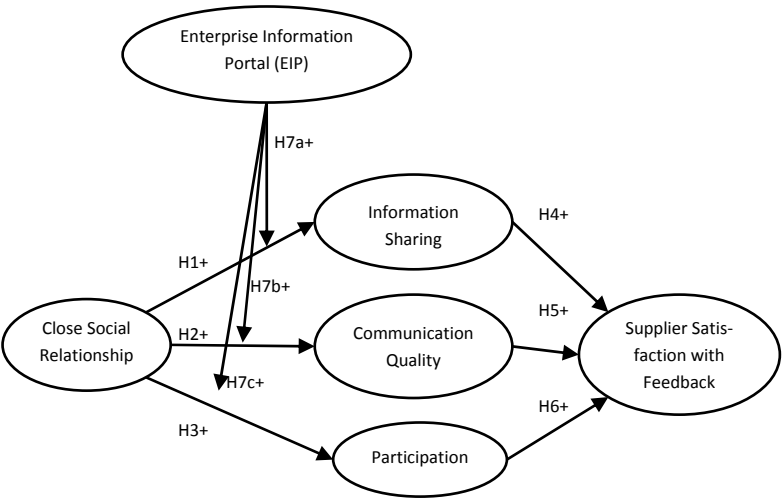 Enterprise Information
Portal (EIP)
H7a+
Information
Sharing
H4+
H1+
H7b+
Close Social
Relationship
H2+
Communication
Quality
H5+
Supplier Satis-
faction with
Feedback
H7c+
H3+
H6+
Participation